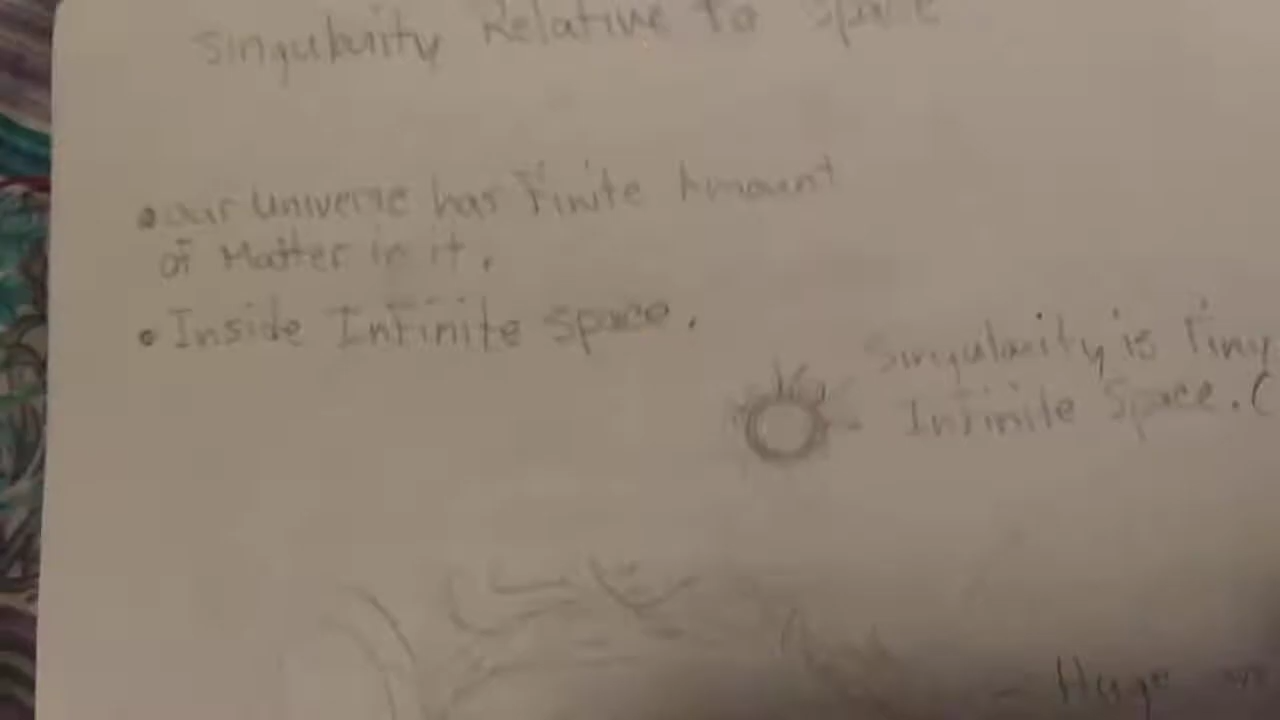 Singularity Relative To Space
• our Universe has Finite Amount
of Matter in it.
• Inside Infinite Space.
Singularity is Tiny
Infinite Space. (
- Huge